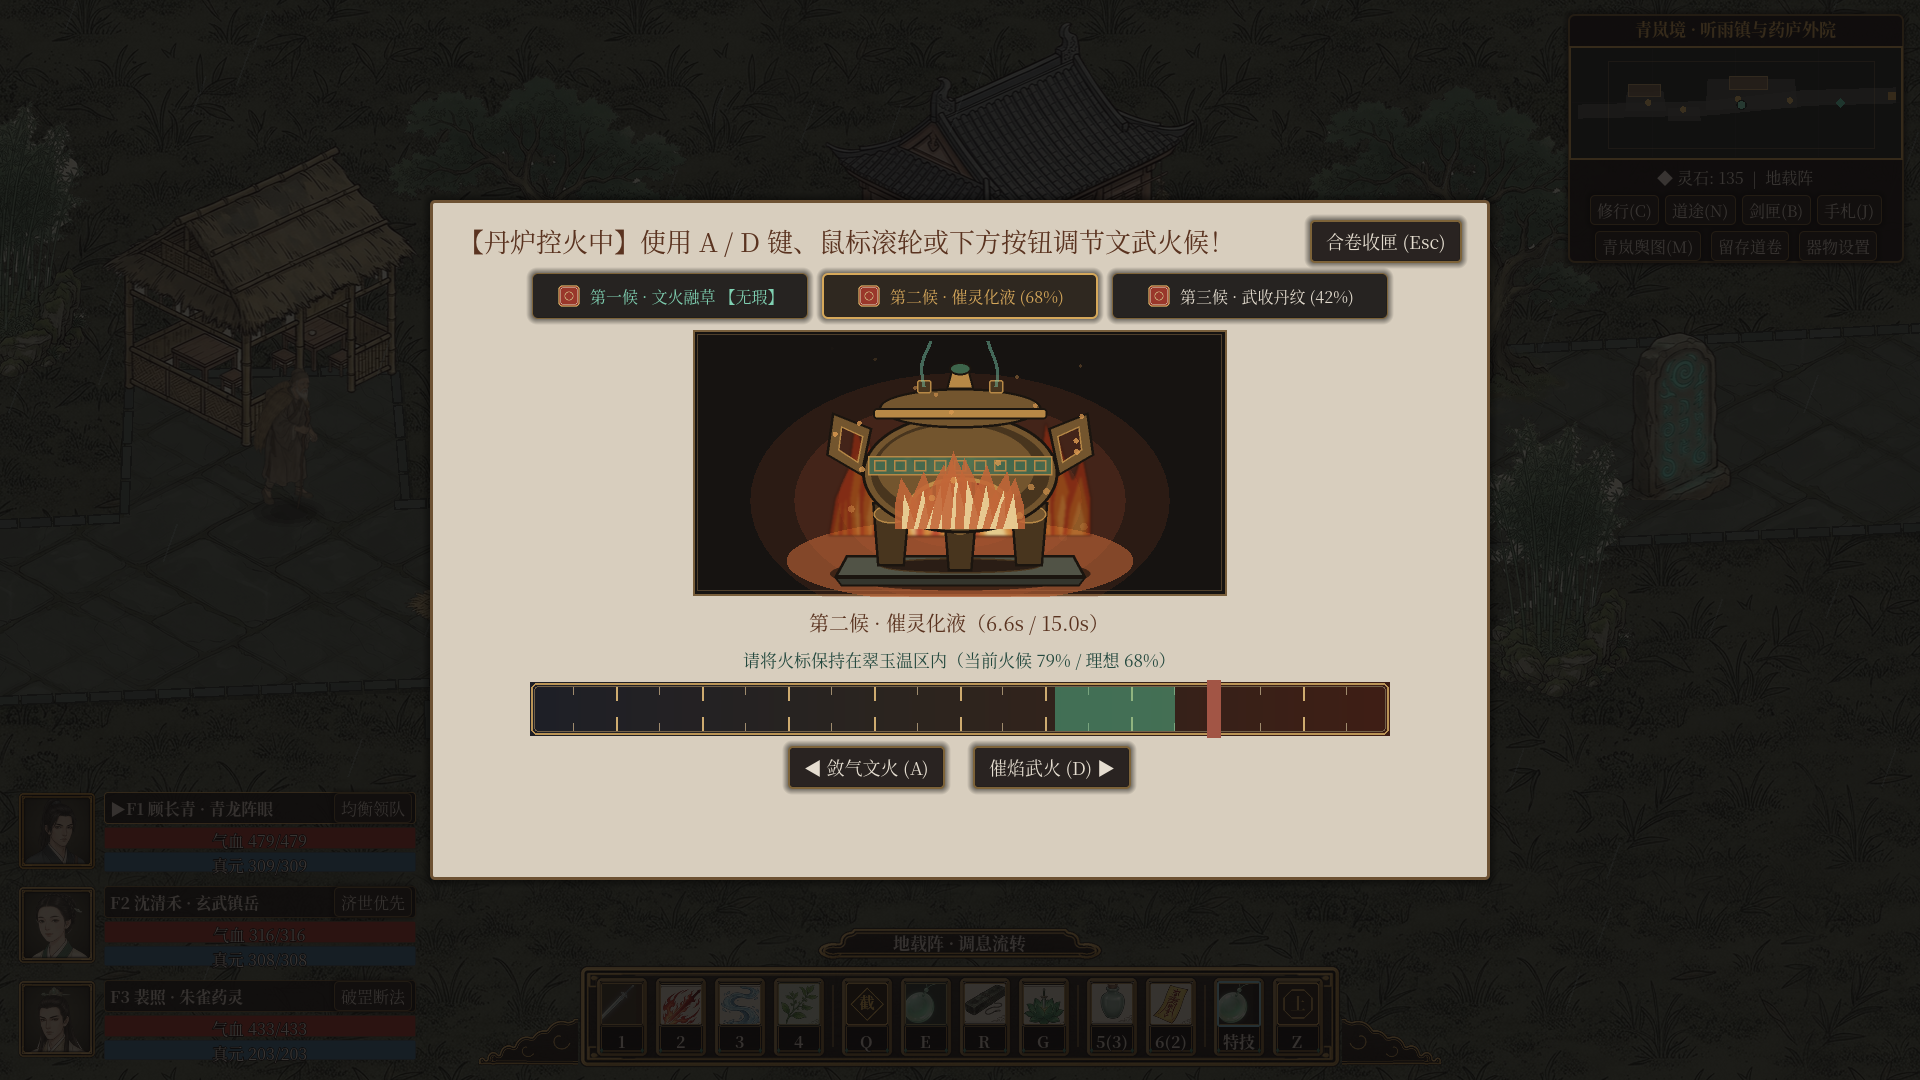 青岚境 · 听雨镇与药庐外院
◆ 灵石: 135 | 地载阵
修行(C) 道途(N) 剑匣(B) 手札(J)
青岚舆图(M) 留存道卷 器物设置
【丹炉控火中】使用 A / D 键、鼠标滚轮或下方按钮调节文武火候!
合卷收匣 (Esc)
第一候 · 文火融草 【无瑕】
第二候 · 催灵化液 (68%)
第三候 · 武收丹纹 (42%)
第二候 · 催灵化液（6.6s / 15.0s）
请将火标保持在翠玉温区内（当前火候 79% / 理想 68%）
◀ 敛气文火 (A)
催焰武火 (D) ▶
▶F1 顾长青 · 青龙阵眼 均衡领队
气血 479/479
真元 309/309
F2 沈清禾 · 玄武镇岳 济世优先
气血 316/316
真元 308/308
F3 裴照 · 朱雀药灵 破罡断法
气血 433/433
真元 203/203
地载阵 · 调息流转
截 上
1 2 3 4 Q E R G 5(3) 6(2) 特技 Z